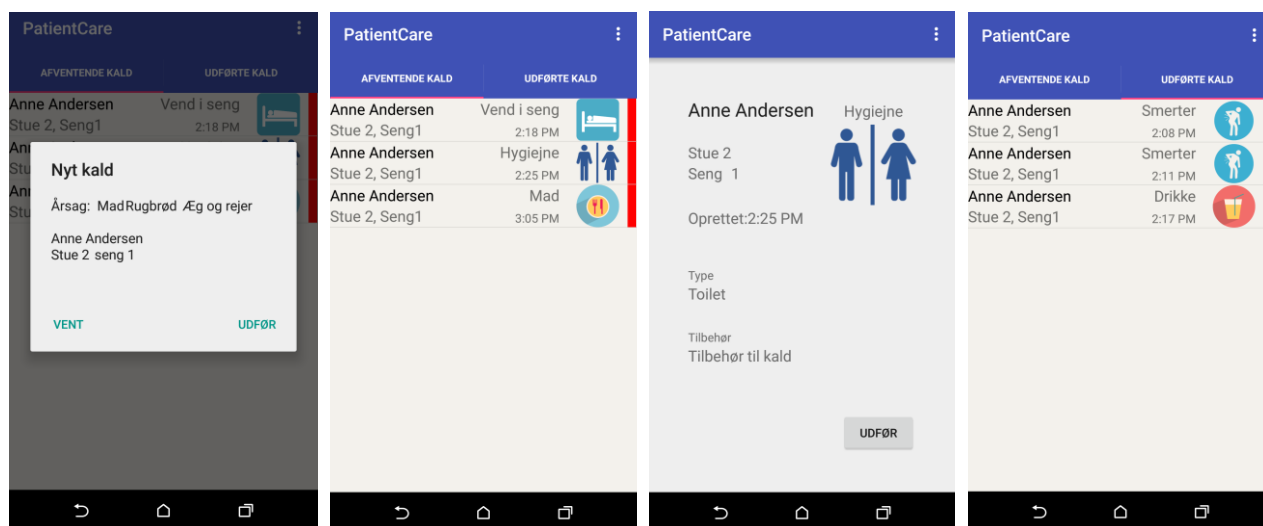 PatientCare
AFVENTENDE KALD UDFØRTE KALD
Anne Andersen Vend i seng
Stue 2, Seng1 2:18 PM
Nyt kald
Årsag: MadRugbrød Æg og rejer
Anne Andersen
Stue 2 seng 1
VENT UDFØR
PatientCare
AFVENTENDE KALD UDFØRTE KALD
Anne Andersen Vend i seng
Stue 2, Seng1 2:18 PM
Anne Andersen Hygiejne
Stue 2, Seng1 2:25 PM
Anne Andersen Mad
Stue 2, Seng1 3:05 PM
PatientCare
Anne Andersen Hygiejne
Stue 2
Seng 1
Oprettet:2:25 PM
Type
Toilet
Tilbehør
Tilbehør til kald
UDFØR
PatientCare
AFVENTENDE KALD UDFØRTE KALD
Anne Andersen Smerter
Stue 2, Seng1 2:08 PM
Anne Andersen Smerter
Stue 2, Seng1 2:11 PM
Anne Andersen Drikke
Stue 2, Seng1 2:17 PM